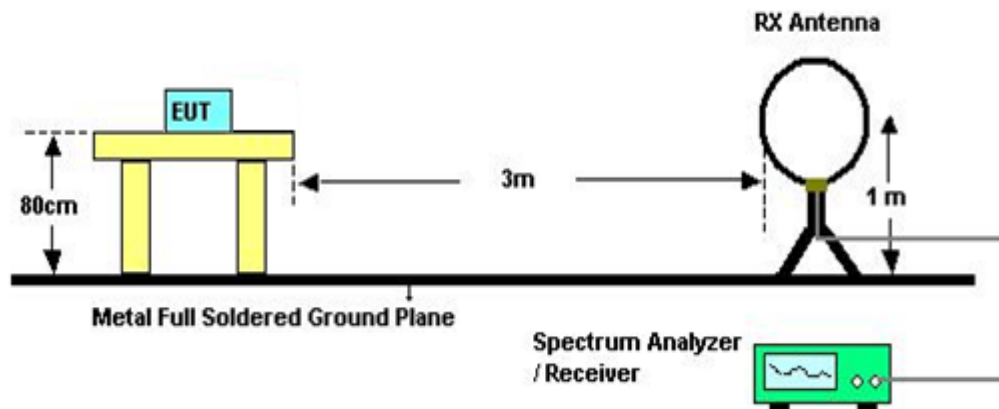 RX Antenna
EUT
3m
80cm
1 m
Metal Full Soldered Ground Plane
Spectrum Analyzer
/ Receiver